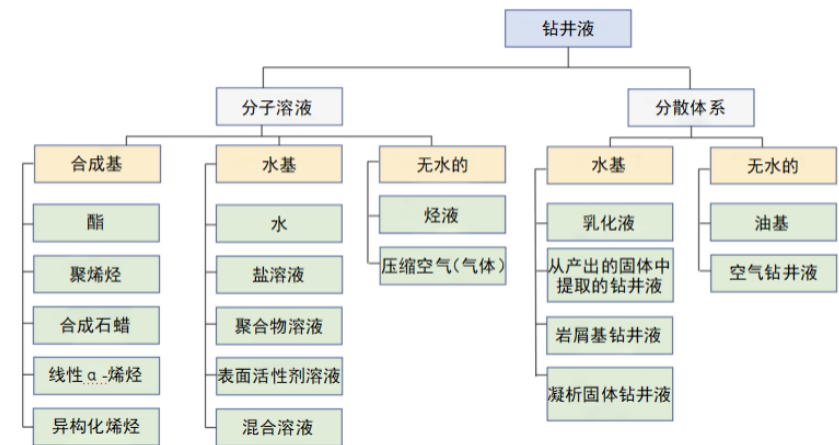 钻井液
分子溶液
分散体系
合成基
水基
无水的
水基
无水的
酯
水
烃液
乳化液
油基
聚烯烃
盐溶液
压缩空气(气体)
从产出的固体中
提取的钻井液
空气钻井液
合成石蜡
聚合物溶液
岩屑基钻井液
线性α-烯烃
表面活性剂溶液
凝析固体钻井液
异构化烯烃
混合溶液